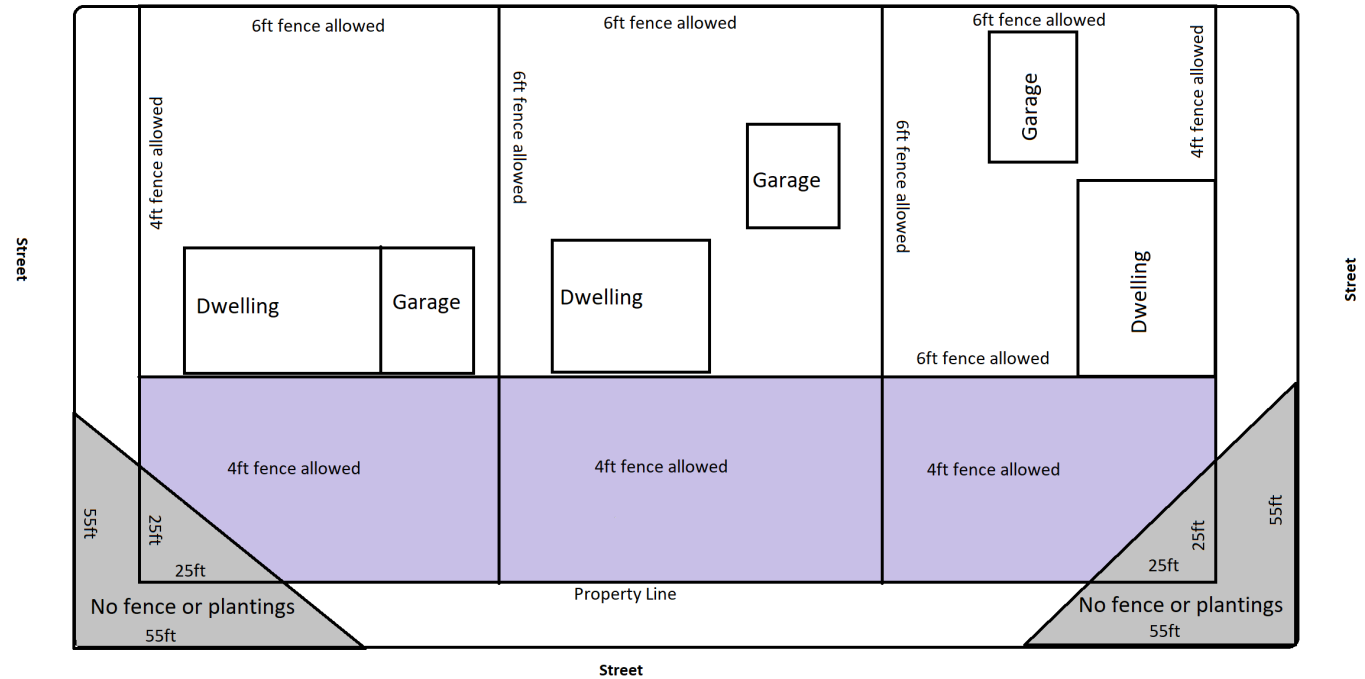 6ft fence allowed
6ft fence allowed
6ft fence allowed
4ft fence allowed
6ft fence allowed
6ft fence allowed
4ft fence allowed
Garage
Garage
Street
Street
Dwelling
Garage
Dwelling
Dwelling
6ft fence allowed
4ft fence allowed
4ft fence allowed
4ft fence allowed
55ft
25ft
25ft
25ft
25ft
55ft
Property Line
No fence or plantings
No fence or plantings
55ft
55ft
Street